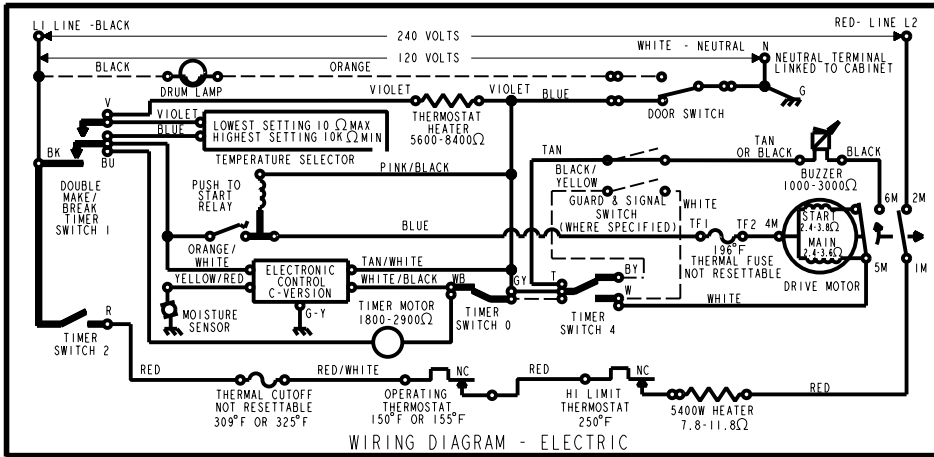 L1 LINE -BLACK
RED- LINE L2
240 VOLTS
WHITE - NEUTRAL
N
120 VOLTS
NEUTRAL TERMINAL
LINKED TO CABINET
BLACK
ORANGE
DRUM LAMP
G
VIOLET
VIOLET
BLUE
DOOR SWITCH
V
VIOLET
BLUE
LOWEST SETTING 10 Ω MAX
HIGHEST SETTING 10K Ω MIN
THERMOSTAT
HEATER
5600-8400Ω
TAN
OR BLACK
BLACK
BK
BU
TEMPERATURE SELECTOR
TAN
BUZZER
1000-3000Ω
PINK/BLACK
BLACK/
YELLOW
DOUBLE
MAKE/
BREAK
TIMER
SWITCH 1
PUSH TO
START
RELAY
GUARD & SIGNAL
SWITCH
(WHERE SPECIFIED)
WHITE
6M
2M
BLUE
TF1
TF2
4M
START
2.4-3.8Ω
MAIN
2.4-3.6Ω
ORANGE/
WHITE
196°F
THERMAL FUSE
NOT RESETTABLE
5M
1M
YELLOW/RED
ELECTRONIC
CONTROL
C-VERSION
TAN/WHITE
WHITE/BLACK
WB
GY
T
BY
W
DRIVE MOTOR
WHITE
MOISTURE
SENSOR
G-Y
TIMER MOTOR
1800-2900Ω
TIMER
SWITCH 0
TIMER
SWITCH 4
R
TIMER
SWITCH 2
RED
RED/WHITE
NC
RED
NC
RED
THERMAL CUTOFF
NOT RESETTABLE
309°F OR 325°F
OPERATING
THERMOSTAT
150°F OR 155°F
HI LIMIT
THERMOSTAT
250°F
5400W HEATER
7.8-11.8Ω
WIRING DIAGRAM - ELECTRIC